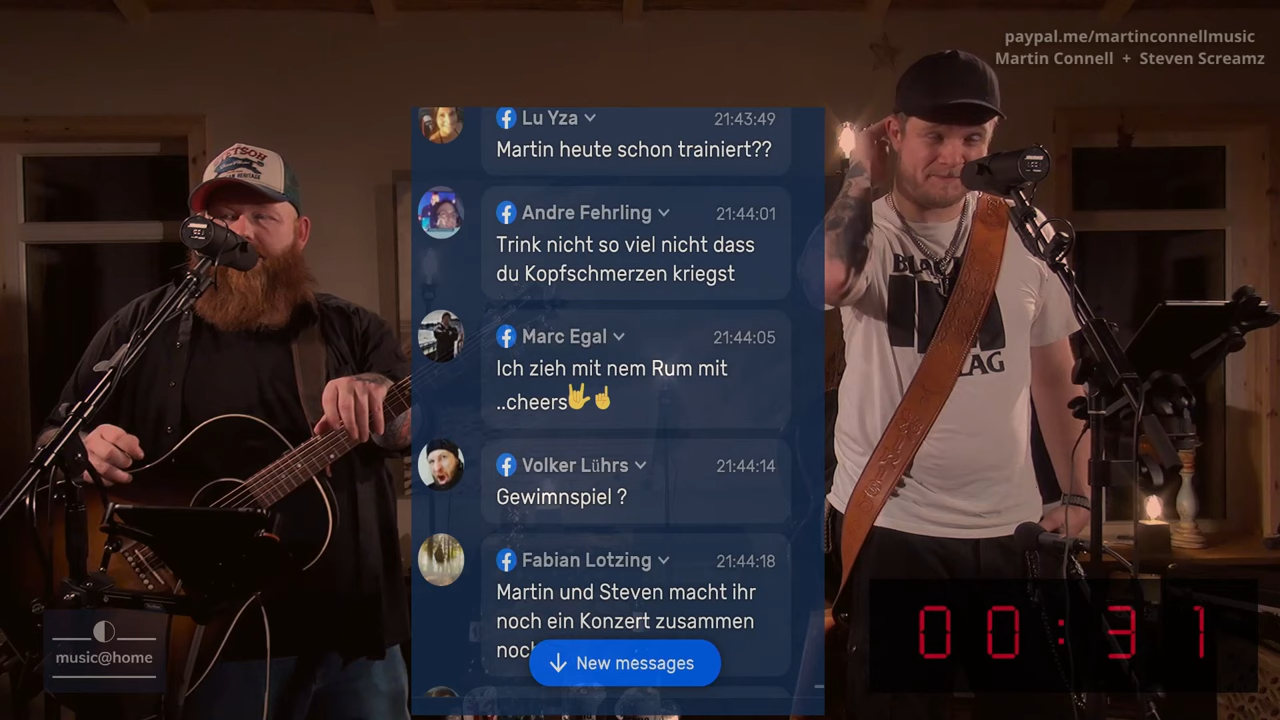 paypal.me/martinconnellmusic
Martin Connell + Steven Screamz
Lu Yza 21:43:49
Martin heute schon trainiert??
Andre Fehrling 21:44:01
Trink nicht so viel nicht dass
du Kopfschmerzen kriegst
Marc Egal 21:44:05
Ich zieh mit nem Rum mit
..cheers🤟☝
Volker Lührs 21:44:14
Gewimnspiel ?
Fabian Lotzing 21:44:18
Martin und Steven macht ihr
noch ein Konzert zusammen
New messages
music@home
00:31